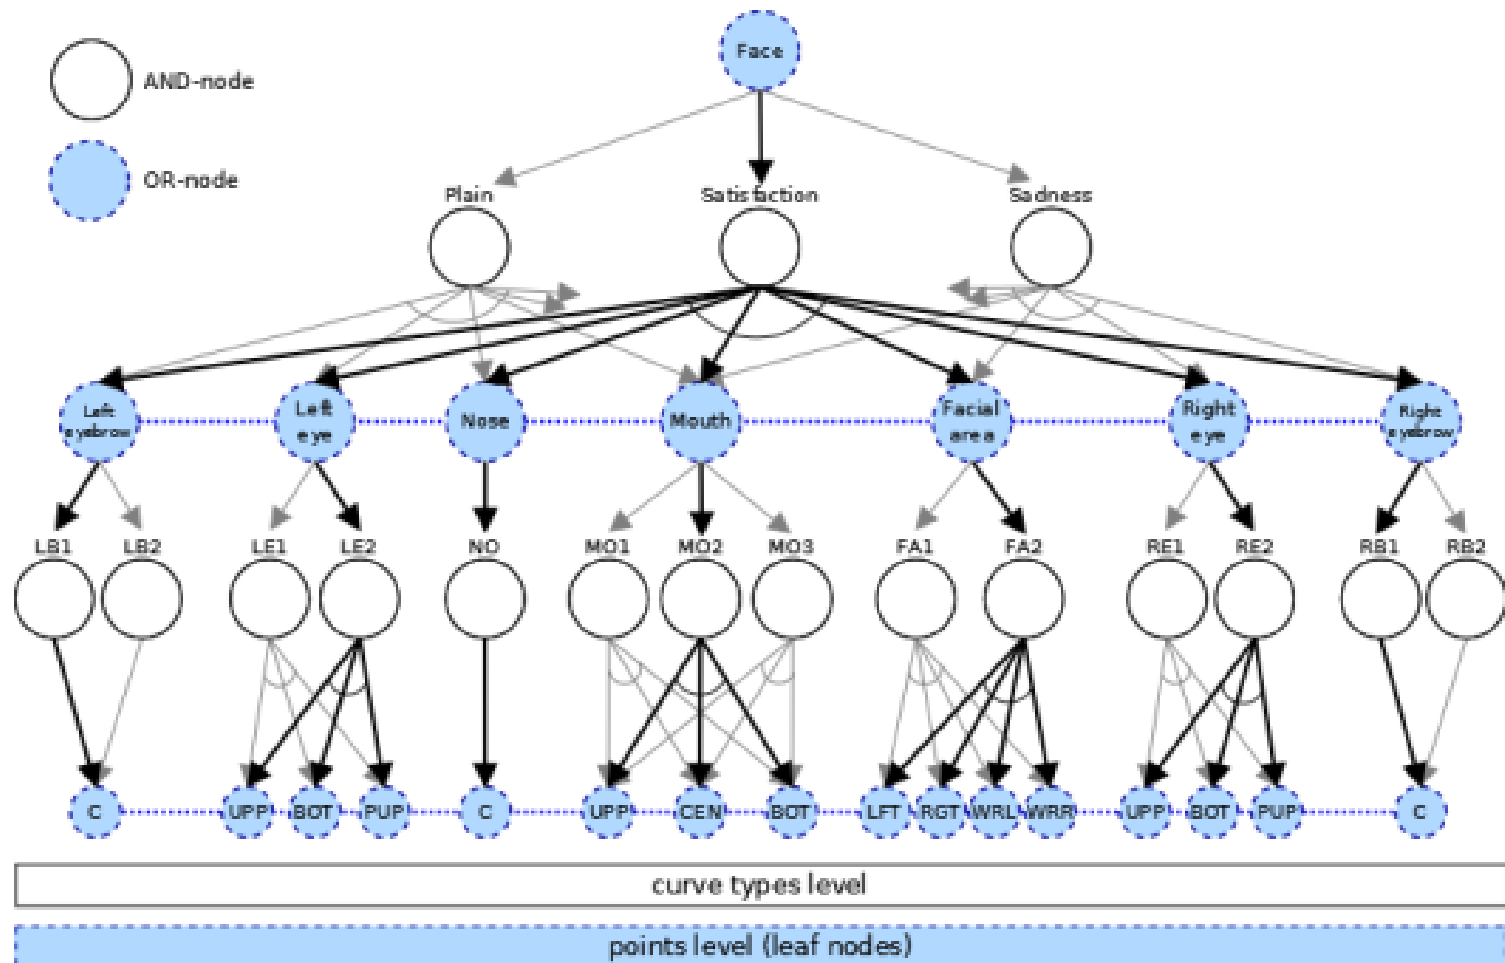 Face
AND-node
OR-node
Plain Satisfaction Sadness
Left eyebrow
Left eye
Nose
Mouth
Facial area
Right eye
Right eyebrow
LB1 LB2 LE1 LE2 NO MO1 MO2 MO3 FA1 FA2 RE1 RE2 RB1 RB2
C UPP BOT PUP C UPP CEN BOT LFT RGT WRL WRR UPP BOT PUP C
curve types level
points level (leaf nodes)